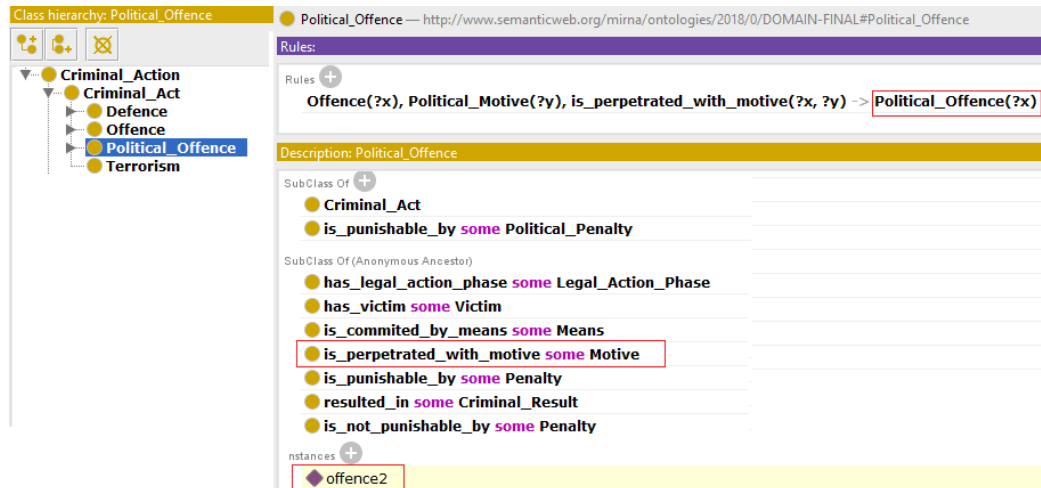 Class hierarchy: Political_Offence
Criminal_Action
Criminal_Act
Defence
Offence
Political_Offence
Terrorism
Political_Offence — http://www.semanticweb.org/mirna/ontologies/2018/0/DOMAIN-FINAL#Political_Offence
Rules:
Rules
Offence(?x), Political_Motive(?y), is_perpetrated_with_motive(?x, ?y) -> Political_Offence(?x)
Description: Political_Offence
SubClass Of
Criminal_Act
is_punishable_by some Political_Penalty
SubClass Of (Anonymous Ancestor)
has_legal_action_phase some Legal_Action_Phase
has_victim some Victim
is_commited_by_means some Means
is_perpetrated_with_motive some Motive
is_punishable_by some Penalty
resulted_in some Criminal_Result
is_not_punishable_by some Penalty
nstances
offence2